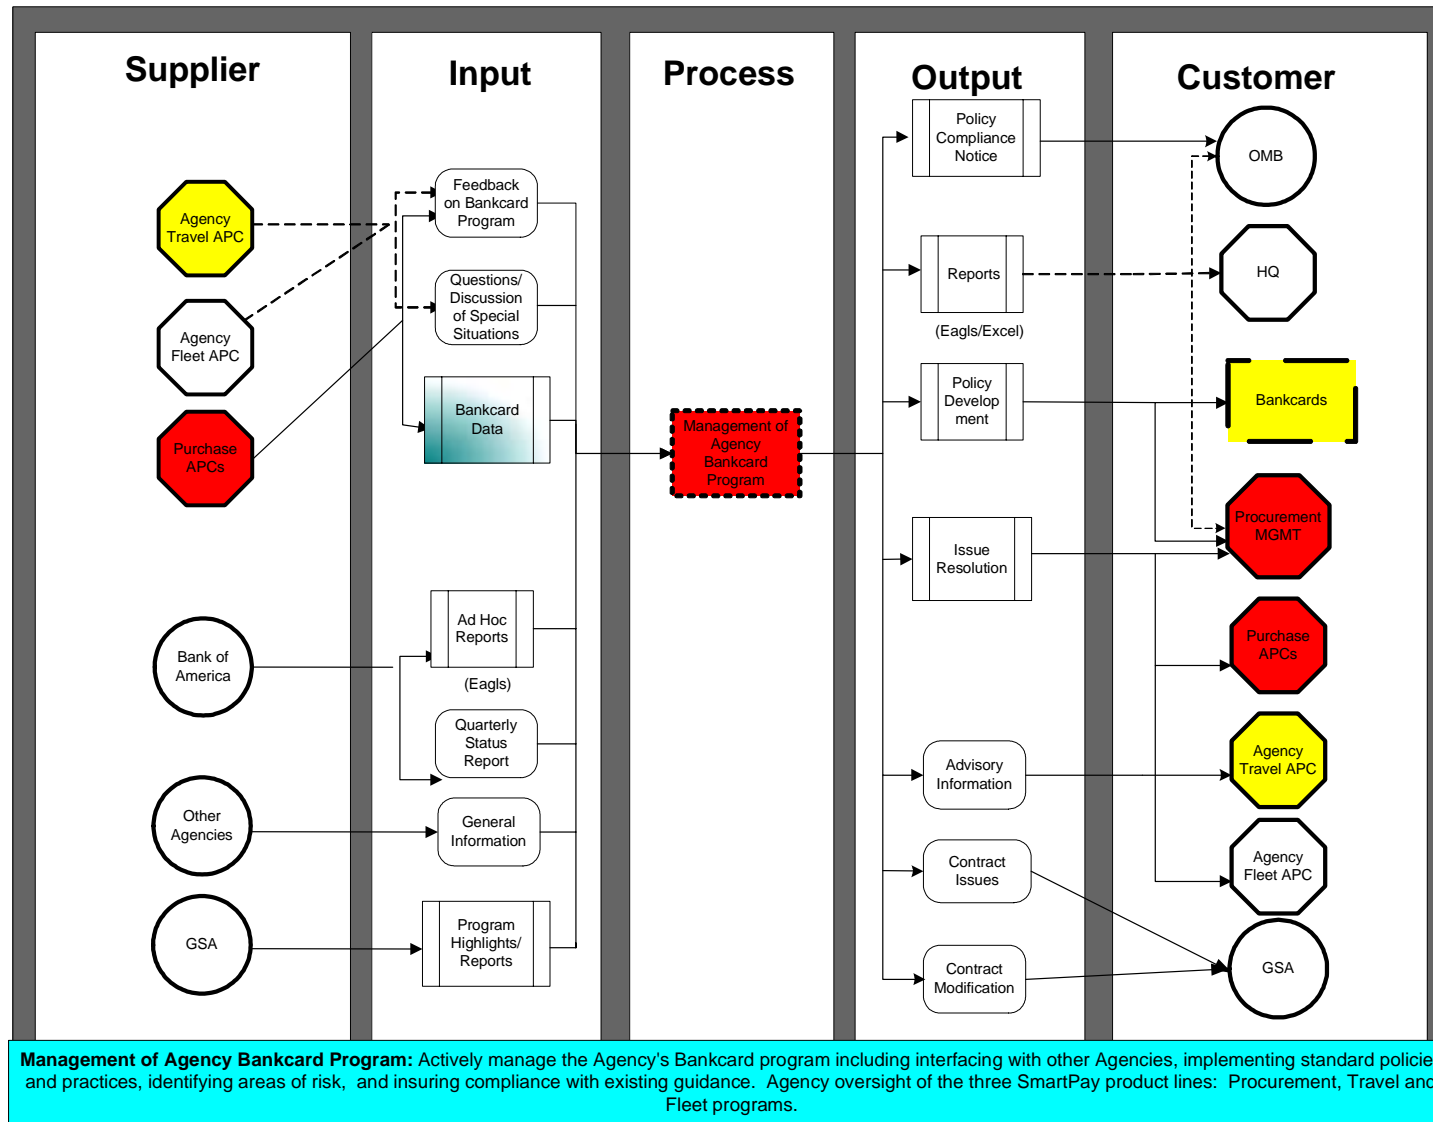 Supplier
Input
Process
Output
Customer
Agency
Travel APC
Agency
Fleet APC
Purchase
APCs
Bank of
America
Other
Agencies
GSA
Feedback
on Bankcard
Program
Questions/
Discussion
of Special
Situations
Bankcard
Data
Ad Hoc
Reports
(Eagls)
Quarterly
Status
Report
General
Information
Program
Highlights/
Reports
Management of
Agency
Bankcard
Program
Policy
Compliance
Notice
Reports
(Eagls/Excel)
Policy
Develop
ment
Issue
Resolution
Advisory
Information
Contract
Issues
Contract
Modification
OMB
HQ
Bankcards
Procurement
MGMT
Purchase
APCs
Agency
Travel APC
Agency
Fleet APC
GSA
Management of Agency Bankcard Program: Actively manage the Agency's Bankcard program including interfacing with other Agencies, implementing standard policie
and practices, identifying areas of risk, and insuring compliance with existing guidance. Agency oversight of the three SmartPay product lines: Procurement, Travel and
Fleet programs.